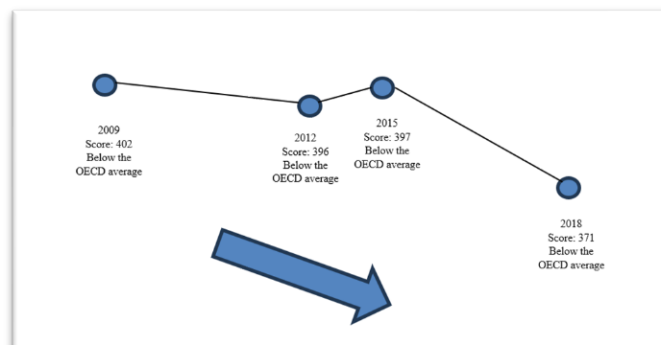 2009
Score: 402
Below the
OECD average
2012
Score: 396
Below the
OECD average
2015
Score: 397
Below the
OECD average
2018
Score: 371
Below the
OECD average